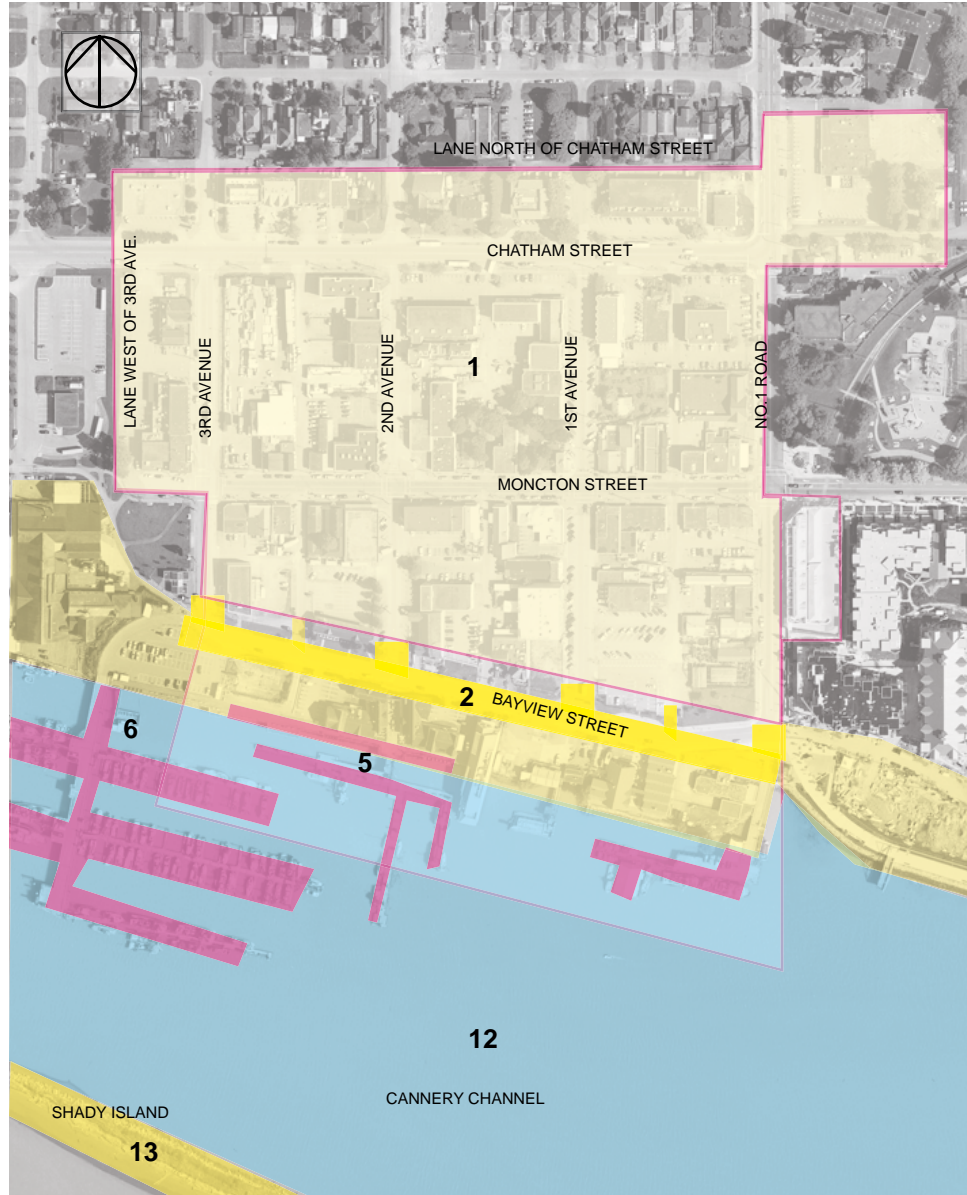 LANE NORTH OF CHATHAM STREET
CHATHAM STREET
LANE WEST OF 3RD AVE.
3RD AVENUE
2ND AVENUE
1
1ST AVENUE
NO.1 ROAD
MONCTON STREET
2
BAYVIEW STREET
6
5
12
CANNERY CHANNEL
SHADY ISLAND
13